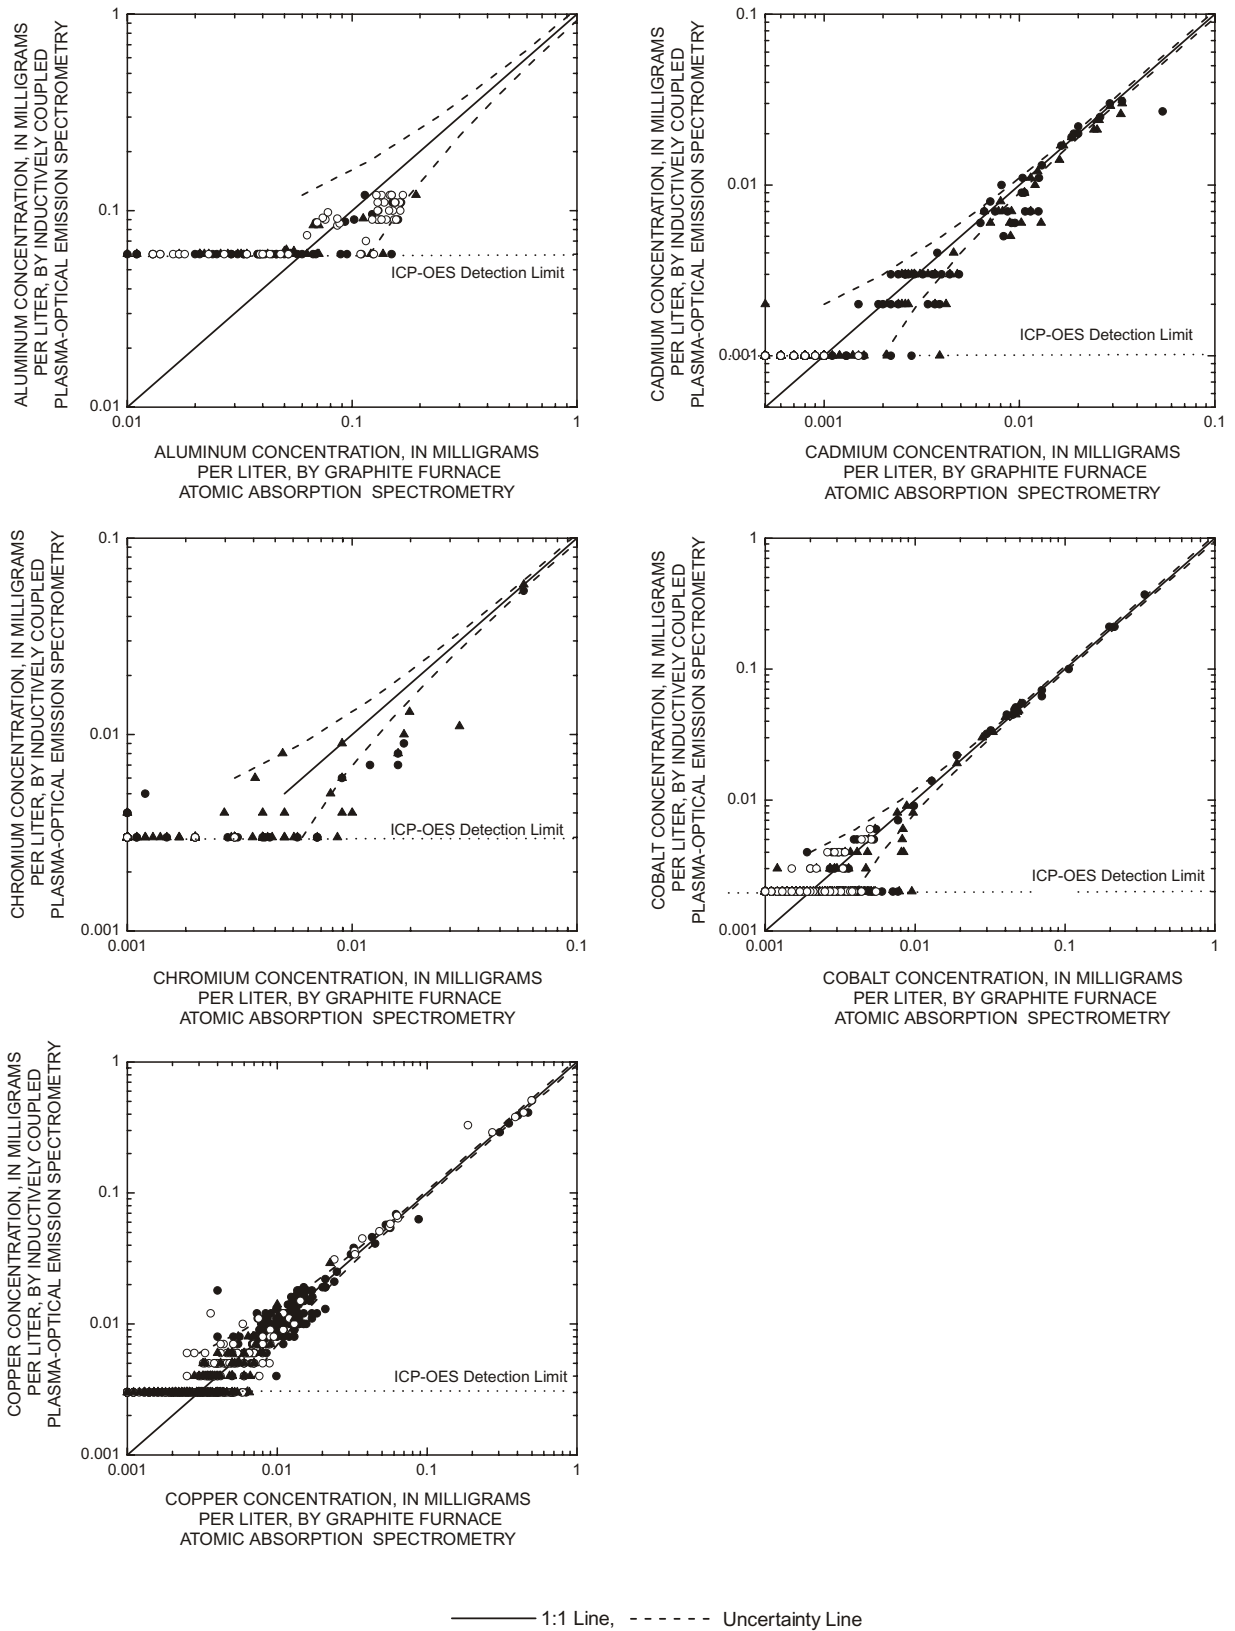 ALUMINUM CONCENTRATION, IN MILLIGRAMS
PER LITER, BY INDUCTIVELY COUPLED
PLASMA-OPTICAL EMISSION SPECTROMETRY
1
0.1
0.01
ICP-OES Detection Limit
0.01
0.1
1
ALUMINUM CONCENTRATION, IN MILLIGRAMS
PER LITER, BY GRAPHITE FURNACE
ATOMIC ABSORPTION SPECTROMETRY
CADMIUM CONCENTRATION, IN MILLIGRAMS
PER LITER, BY INDUCTIVELY COUPLED
PLASMA-OPTICAL EMISSION SPECTROMETRY
0.1
0.01
0.001
ICP-OES Detection Limit
0.001
0.01
0.1
CADMIUM CONCENTRATION, IN MILLIGRAMS
PER LITER, BY GRAPHITE FURNACE
ATOMIC ABSORPTION SPECTROMETRY
CHROMIUM CONCENTRATION, IN MILLIGRAMS
PER LITER, BY INDUCTIVELY COUPLED
PLASMA-OPTICAL EMISSION SPECTROMETRY
0.1
0.01
0.001
ICP-OES Detection Limit
0.001
0.01
0.1
CHROMIUM CONCENTRATION, IN MILLIGRAMS
PER LITER, BY GRAPHITE FURNACE
ATOMIC ABSORPTION SPECTROMETRY
COBALT CONCENTRATION, IN MILLIGRAMS
PER LITER, BY INDUCTIVELY COUPLED
PLASMA-OPTICAL EMISSION SPECTROMETRY
1
0.1
0.01
0.001
ICP-OES Detection Limit
0.001
0.01
0.1
1
COBALT CONCENTRATION, IN MILLIGRAMS
PER LITER, BY GRAPHITE FURNACE
ATOMIC ABSORPTION SPECTROMETRY
COPPER CONCENTRATION, IN MILLIGRAMS
PER LITER, BY INDUCTIVELY COUPLED
PLASMA-OPTICAL EMISSION SPECTROMETRY
1
0.1
0.01
0.001
ICP-OES Detection Limit
0.001
0.01
0.1
1
COPPER CONCENTRATION, IN MILLIGRAMS
PER LITER, BY GRAPHITE FURNACE
ATOMIC ABSORPTION SPECTROMETRY
1:1 Line, Uncertainty Line